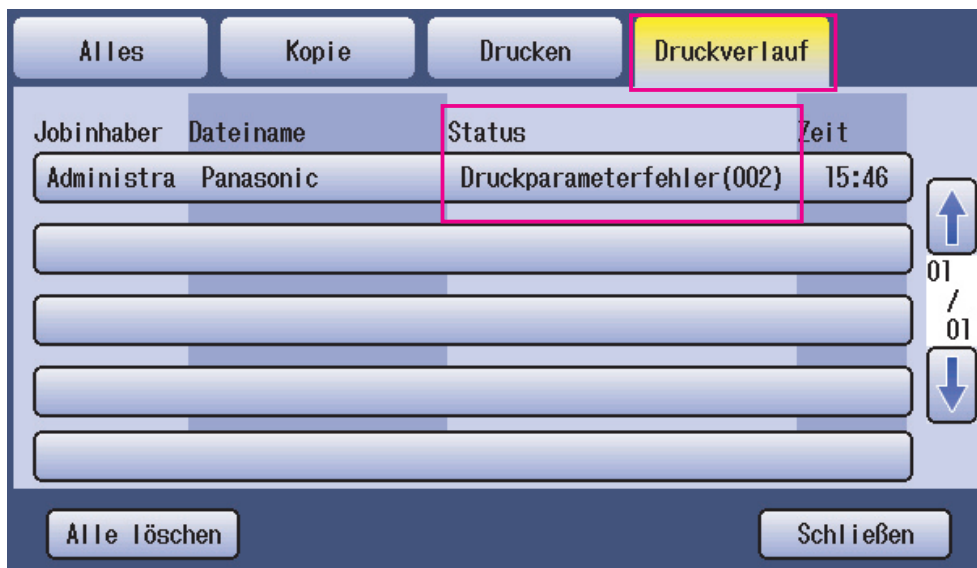 Alles Kopie Drucken Druckverlauf
Jobinhaber Dateiname Status Zeit
Administra Panasonic Druckparameterfehler(002) 15:46
01
/
01
Alle löschen Schließen